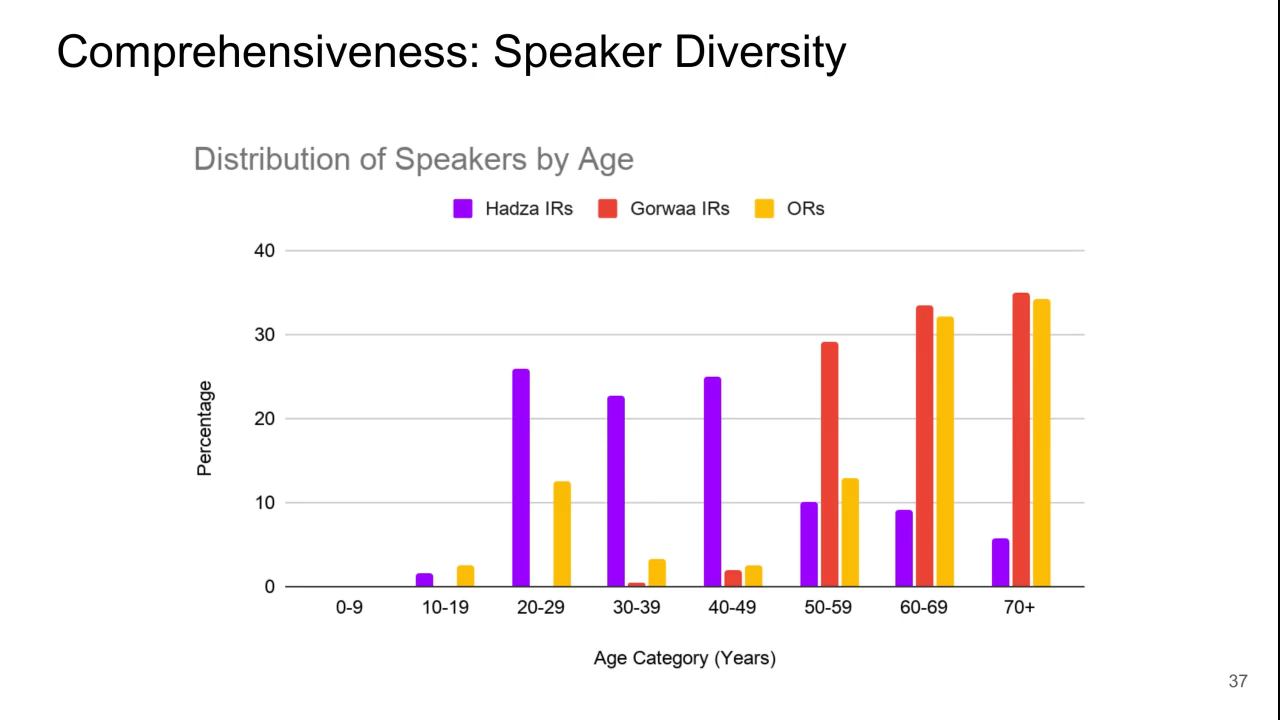 Comprehensiveness: Speaker Diversity
Distribution of Speakers by Age
Hadza IRs Gorwaa IRs ORs
40
30
20
10
0
Percentage
0-9 10-19 20-29 30-39 40-49 50-59 60-69 70+
Age Category (Years)
37